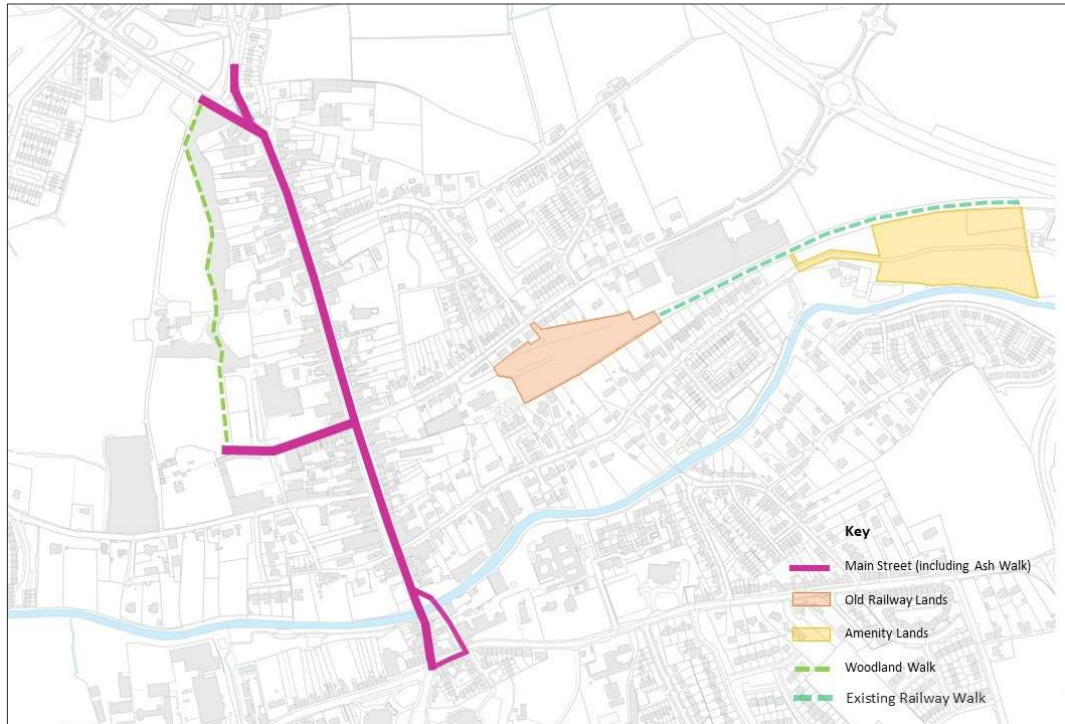 Key
Main Street (including Ash Walk)
Old Railway Lands
Amenity Lands
Woodland Walk
Existing Railway Walk